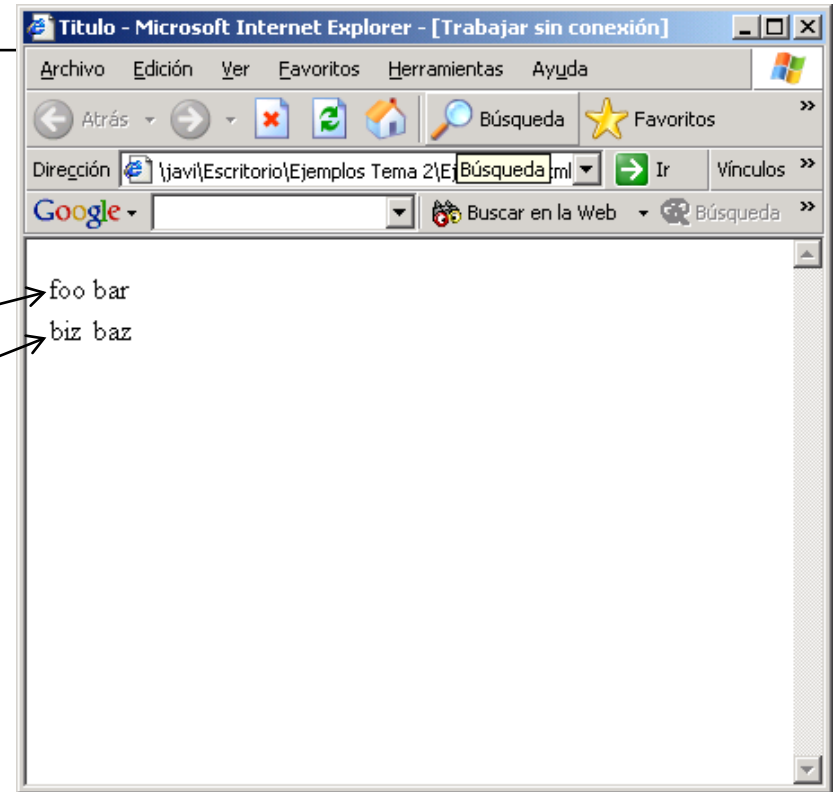 Titulo - Microsoft Internet Explorer - [Trabajar sin conexión]
Archivo Edición Ver Favoritos Herramientas Ayuda
Atrás Búsqueda Favoritos »
Dirección \javi\Escritorio\Ejemplos Tema 2\Ej Búsqueda ml Ir Vínculos »
Google Buscar en la Web Búsqueda »
foo bar
biz baz